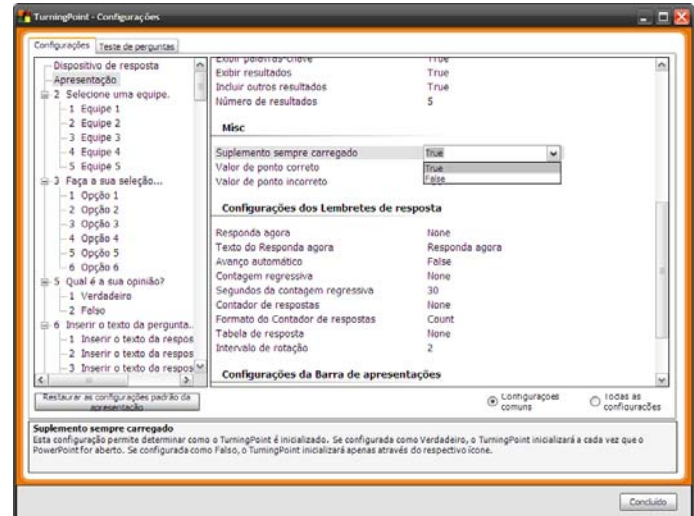 TurningPoint - Configurações
Configurações Teste de perguntas
Dispositivo de resposta
Apresentação
2 Selecione uma equipe.
1 Equipe 1
2 Equipe 2
3 Equipe 3
4 Equipe 4
5 Equipe 5
3 Faça a sua seleção...
1 Opção 1
2 Opção 2
3 Opção 3
4 Opção 4
5 Opção 5
6 Opção 6
5 Qual é a sua opinião?
1 Verdadeiro
2 Falso
6 Inserir o texto da pergunta..
1 Inserir o texto da respos
2 Inserir o texto da respos
3 Inserir o texto da respos
Exibir palavras-chave True
Exibir resultados True
Incluir outros resultados True
Número de resultados 5
Misc
Suplemento sempre carregado True
Valor de ponto correto True
Valor de ponto incorreto False
Configurações dos Lembretes de resposta
Responda agora None
Texto do Responda agora Responda agora
Avanço automático False
Contagem regressiva None
Segundos da contagem regressiva 30
Contador de respostas None
Formato do Contador de respostas Count
Tabela de resposta None
Intervalo de rotação 2
Configurações da Barra de apresentações
Restaurar as configurações padrão da
apresentação
Configurações
comuns
Todas as
configurações
Suplemento sempre carregado
Esta configuração permite determinar como o TurningPoint é inicializado. Se configurada como Verdadeiro, o TurningPoint inicializará a cada vez que o
PowerPoint for aberto. Se configurada como Falso, o TurningPoint inicializará apenas através do respectivo ícone.
Concluído